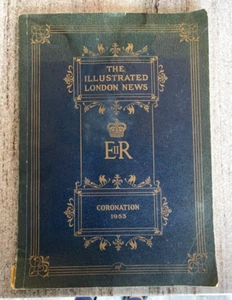 THE
ILLUSTRATED
LONDON NEWS
EIIR
CORONATION
1953